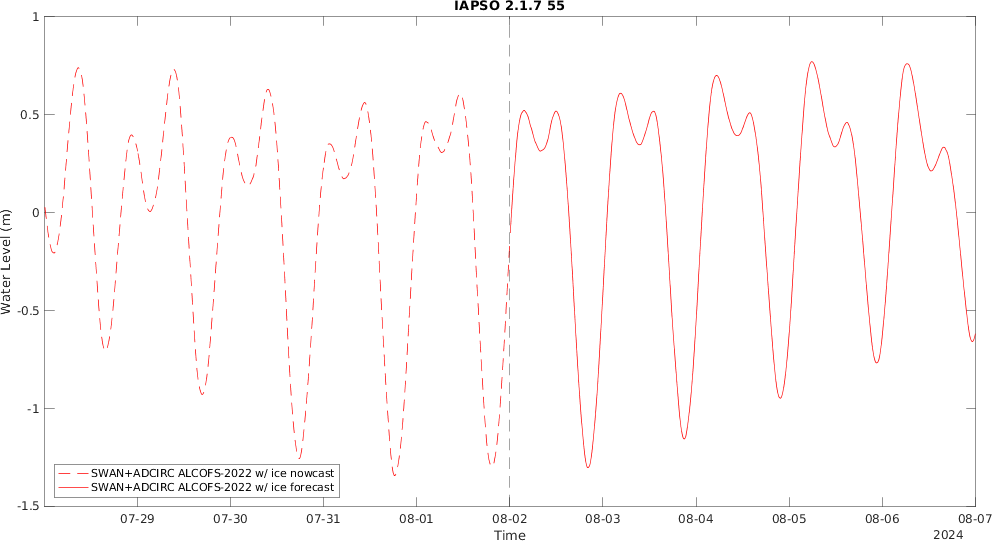 IAPSO 2.1.7 55
Water Level (m)
1
0.5
0
-0.5
-1
-1.5
SWAN+ADCIRC ALCOFS-2022 w/ ice nowcast
SWAN+ADCIRC ALCOFS-2022 w/ ice forecast
07-29 07-30 07-31 08-01 08-02 08-03 08-04 08-05 08-06 08-07
Time
2024